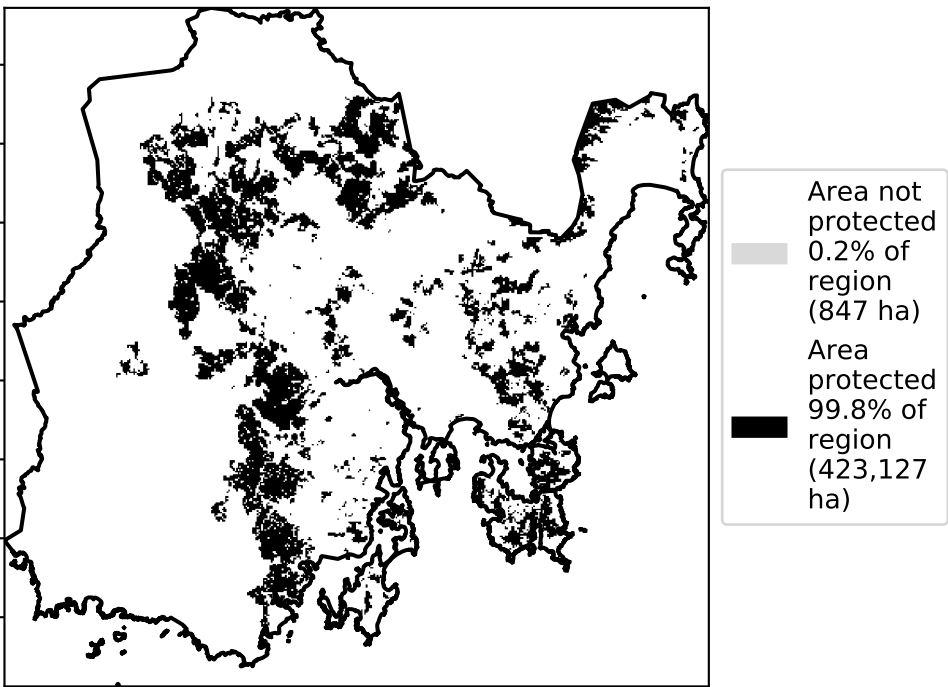 Area not
protected
0.2% of
region
(847 ha)
Area
protected
99.8% of
region
(423,127
ha)